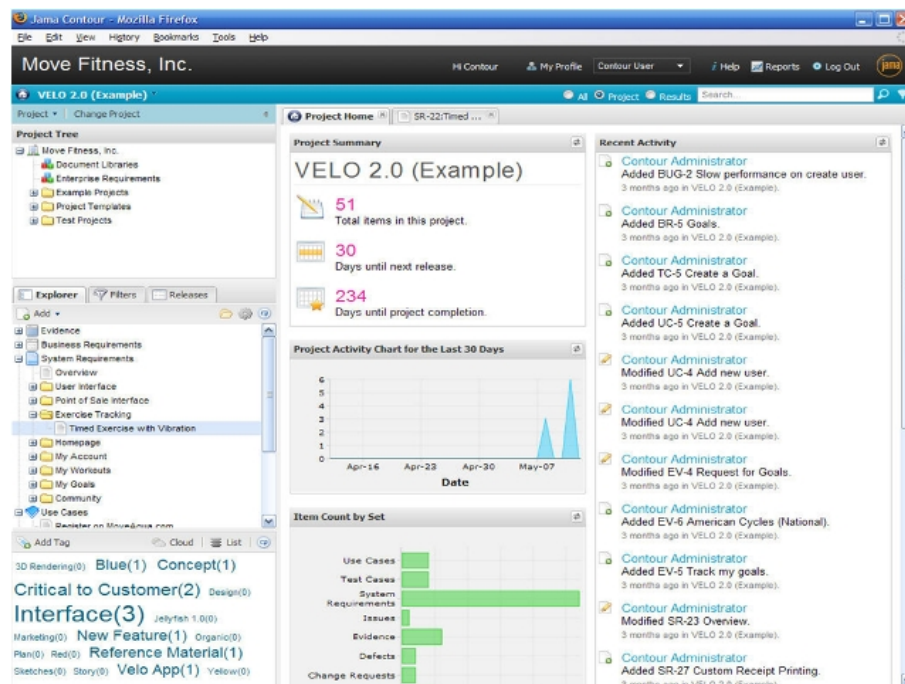 Jama Contour - Mozilla Firefox
File Edit View History Bookmarks Tools Help
Move Fitness, Inc.
Hi Contour My Profile Contour User Help Reports Log Out
jama
VELO 2.0 (Example)
All Project Results Search...
Project Change Project
Project Tree
Move Fitness, Inc.
Document Libraries
Enterprise Requirements
Example Projects
Project Templates
Test Projects
Explorer Filters Releases
Add
Evidence
Business Requirements
System Requirements
Overview
User Interface
Point of Sale Interface
Exercise Tracking
Timed Exercise with Vibration
Homepage
My Account
My Workouts
My Goals
Community
Use Cases
Register on MoveAqua.com
Add Tag Cloud List
3D Rendering(0) Blue(1) Concept(1)
Critical to Customer(2) Design(0)
Interface(3) Jellyfish 1.0(0)
Marketing(0) New Feature(1) Organic(0)
Plan(0) Red(0) Reference Material(1)
Sketches(0) Story(0) Velo App(1) Yellow(0)
Project Home SR-22:Timed ...
Project Summary
VELO 2.0 (Example)
51
Total items in this project.
30
Days until next release.
234
Days until project completion.
Project Activity Chart for the Last 30 Days
6
5
4
3
2
1
0
Apr-16 Apr-23 Apr-30 May-07
Date
Item Count by Set
Use Cases
Test Cases
System
Requirements
Issues
Evidence
Defects
Change Requests
Recent Activity
Contour Administrator
Added BUG-2 Slow performance on create user.
3 months ago in VELO 2.0 (Example).
Contour Administrator
Added BR-5 Goals.
3 months ago in VELO 2.0 (Example).
Contour Administrator
Added TC-5 Create a Goal.
3 months ago in VELO 2.0 (Example).
Contour Administrator
Added UC-5 Create a Goal.
3 months ago in VELO 2.0 (Example).
Contour Administrator
Modified UC-4 Add new user.
3 months ago in VELO 2.0 (Example).
Contour Administrator
Modified UC-4 Add new user.
3 months ago in VELO 2.0 (Example).
Contour Administrator
Modified EV-4 Request for Goals.
3 months ago in VELO 2.0 (Example).
Contour Administrator
Added EV-6 American Cycles (National).
3 months ago in VELO 2.0 (Example).
Contour Administrator
Added EV-5 Track my goals.
3 months ago in VELO 2.0 (Example).
Contour Administrator
Modified SR-23 Overview.
3 months ago in VELO 2.0 (Example).
Contour Administrator
Added SR-27 Custom Receipt Printing.
3 months ago in VELO 2.0 (Example).